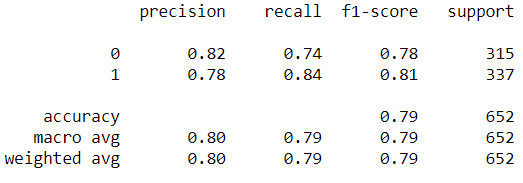 precision recall f1-score support
0 0.82 0.74 0.78 315
1 0.78 0.84 0.81 337
accuracy 0.79 652
macro avg 0.80 0.79 0.79 652
weighted avg 0.80 0.79 0.79 652